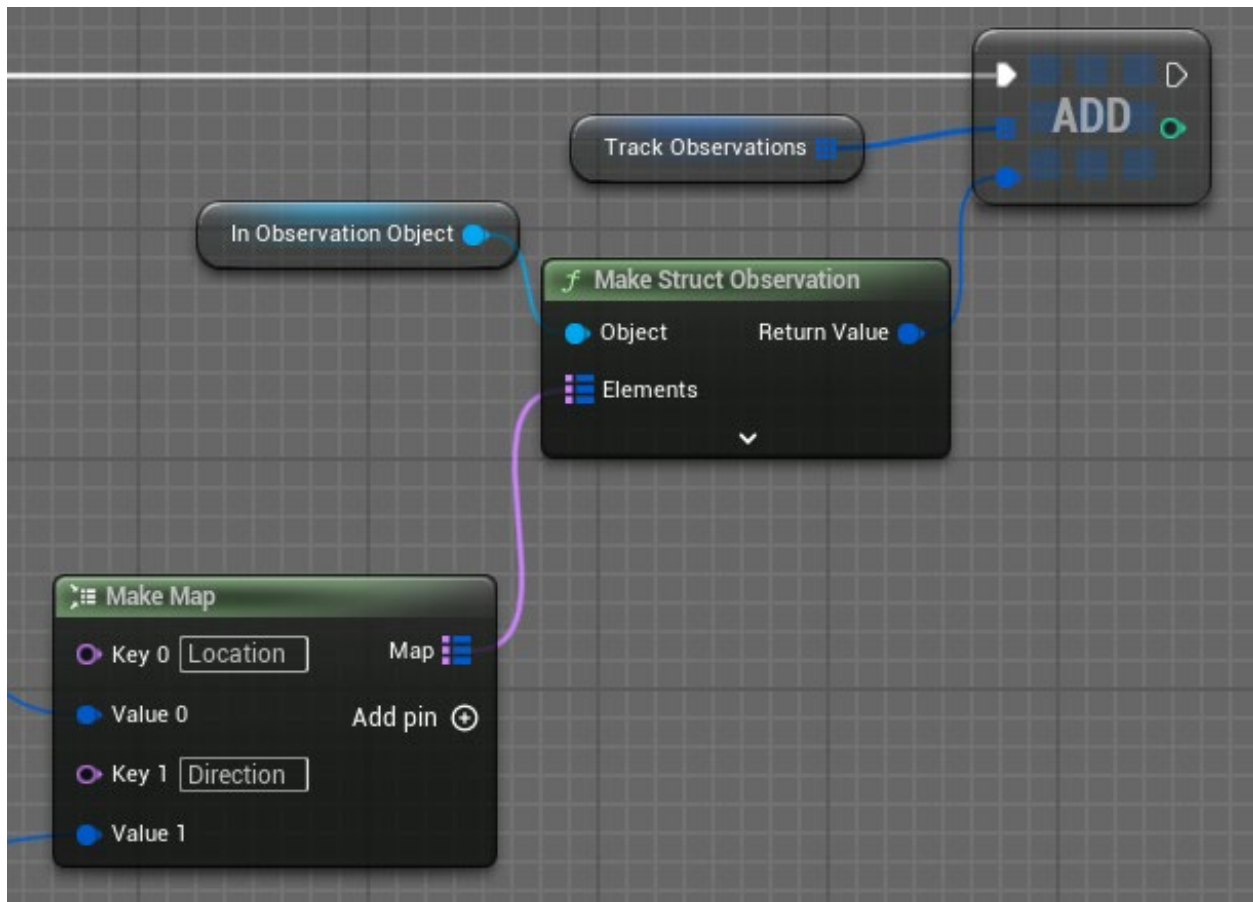 ADD
Track Observations
In Observation Object
f Make Struct Observation
Object Return Value
Elements
Make Map
Key 0 Location Map
Value 0 Add pin
Key 1 Direction
Value 1